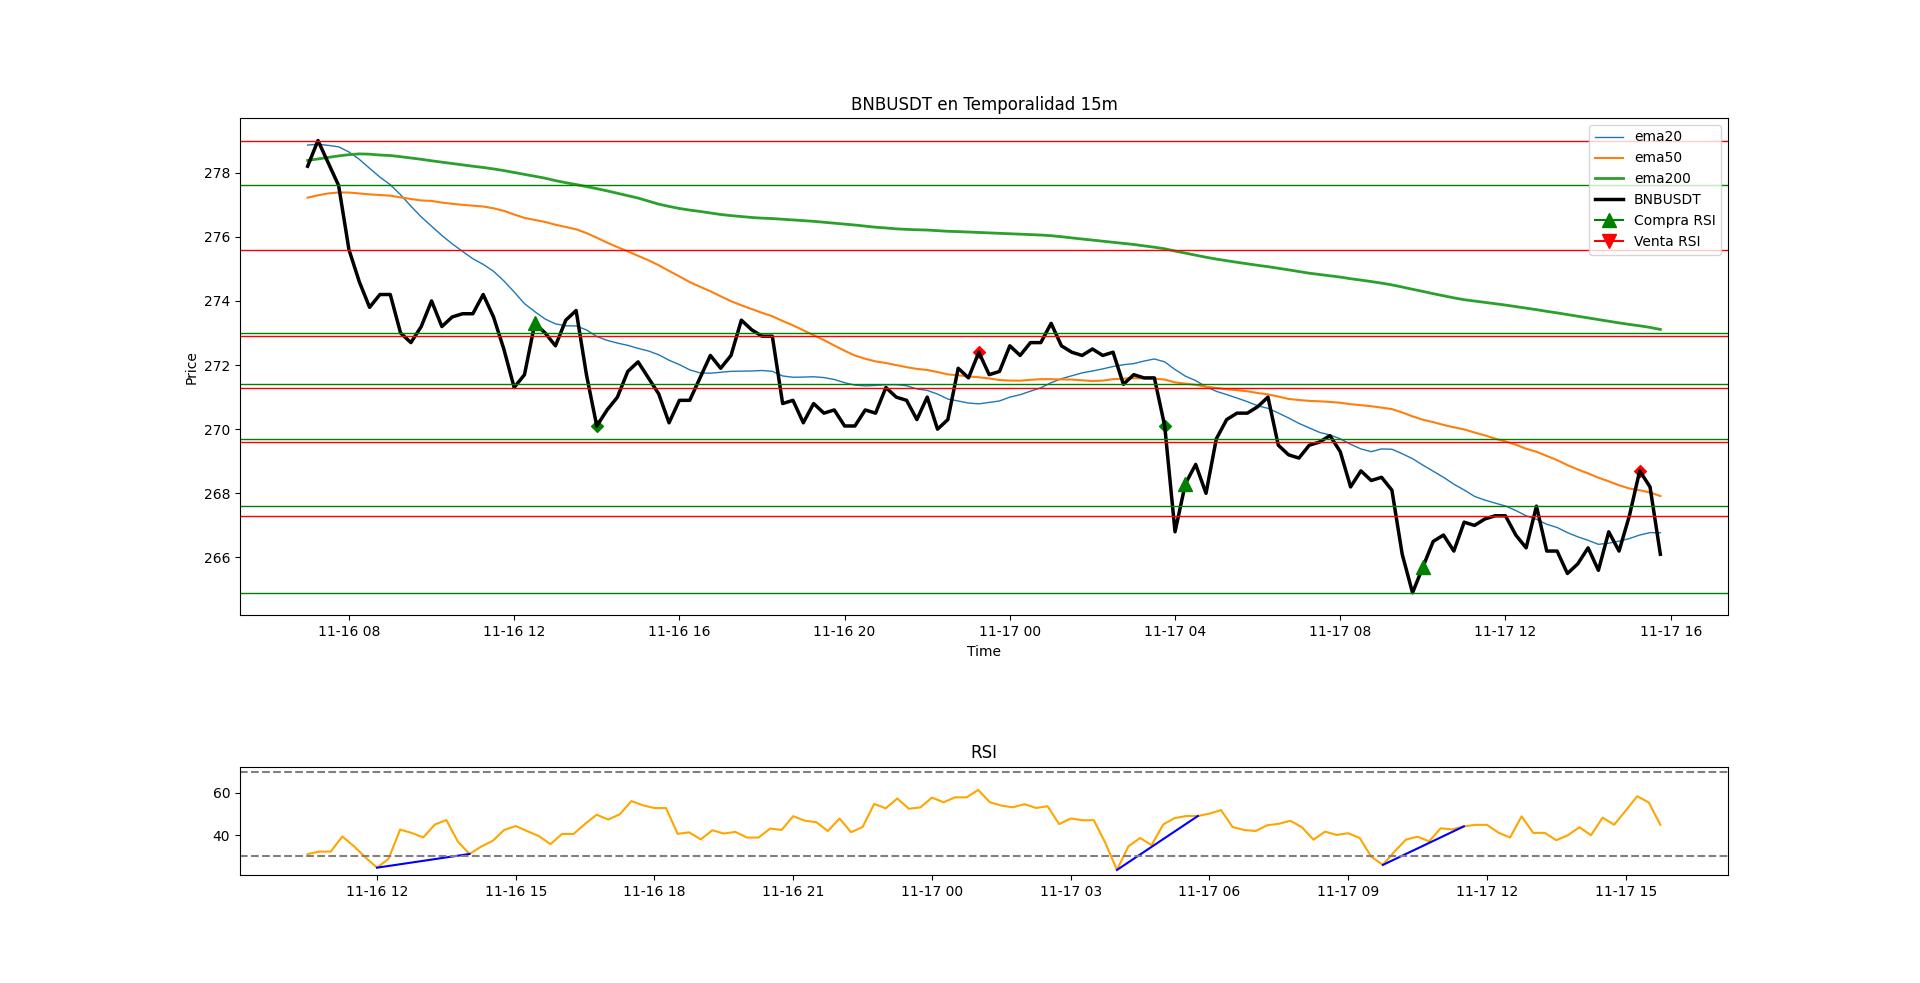 BNBUSDT en Temporalidad 15m
ema20
ema50
ema200
BNBUSDT
Compra RSI
Venta RSI
278
276
274
272
270
268
266
Price
11-16 08 11-16 12 11-16 16 11-16 20 11-17 00 11-17 04 11-17 08 11-17 12 11-17 16
Time
RSI
60
40
11-16 12 11-16 15 11-16 18 11-16 21 11-17 00 11-17 03 11-17 06 11-17 09 11-17 12 11-17 15